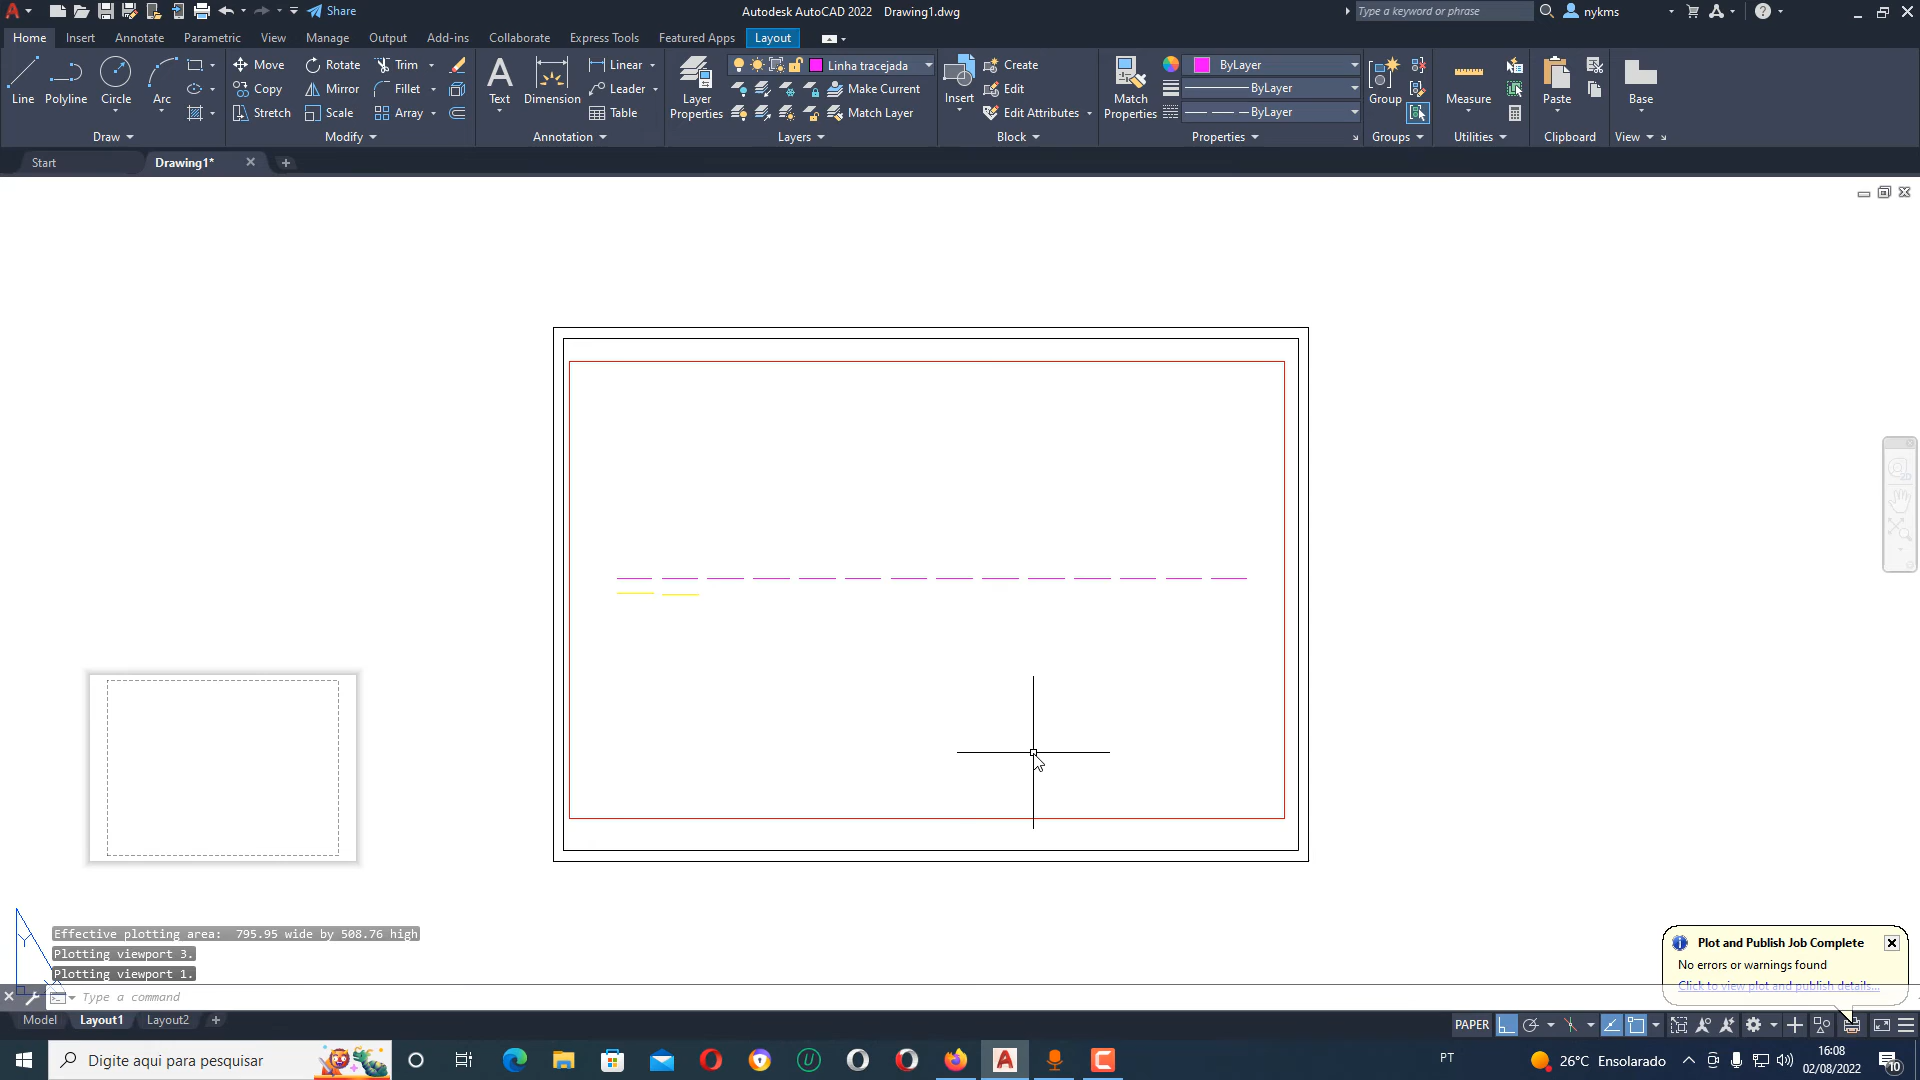 Share
Autodesk AutoCAD 2022 Drawing1.dwg
Type a keyword or phrase
nykms
Home Insert Annotate Parametric View Manage Output Add-ins Collaborate Express Tools Featured Apps Layout
Line Polyline Circle Arc
Move Rotate Trim
Copy Mirror Fillet
Stretch Scale Array
Text Dimension
Linear
Leader
Table
Layer Properties
Linha tracejada
Make Current
Match Layer
Insert
Create
Edit
Edit Attributes
Match Properties
ByLayer
ByLayer
ByLayer
Group
Measure
Paste
Base
Draw Modify Annotation Layers Block Properties Groups Utilities Clipboard View
Start Drawing1*
Effective plotting area: 795.95 wide by 508.76 high
Plotting viewport 3.
Plotting viewport 1.
Type a command
Plot and Publish Job Complete
No errors or warnings found
Click to view plot and publish details...
Model Layout1 Layout2
PAPER
Digite aqui para pesquisar
PT
26°C Ensolarado
16:08
02/08/2022
10